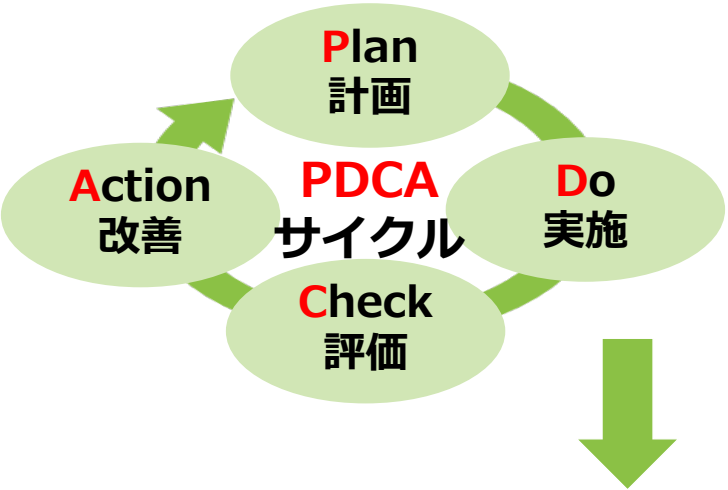 Plan
計画
Action
改善
PDCA
サイクル
Do
実施
Check
評価